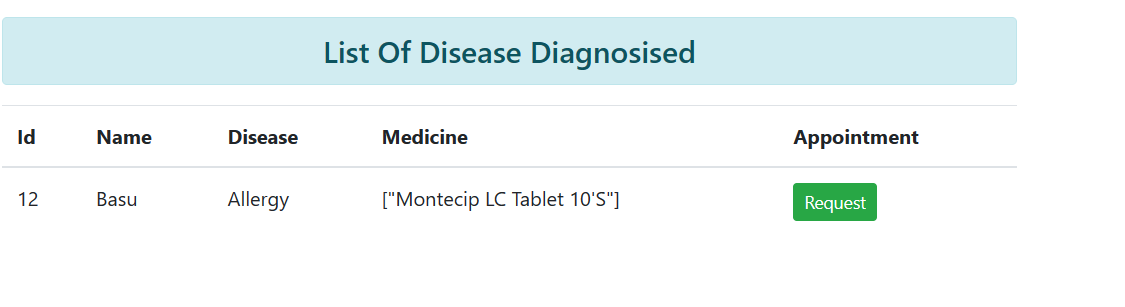 List Of Disease Diagnosised
Id Name Disease Medicine Appointment
12 Basu Allergy ["Montecip LC Tablet 10'S"] Request